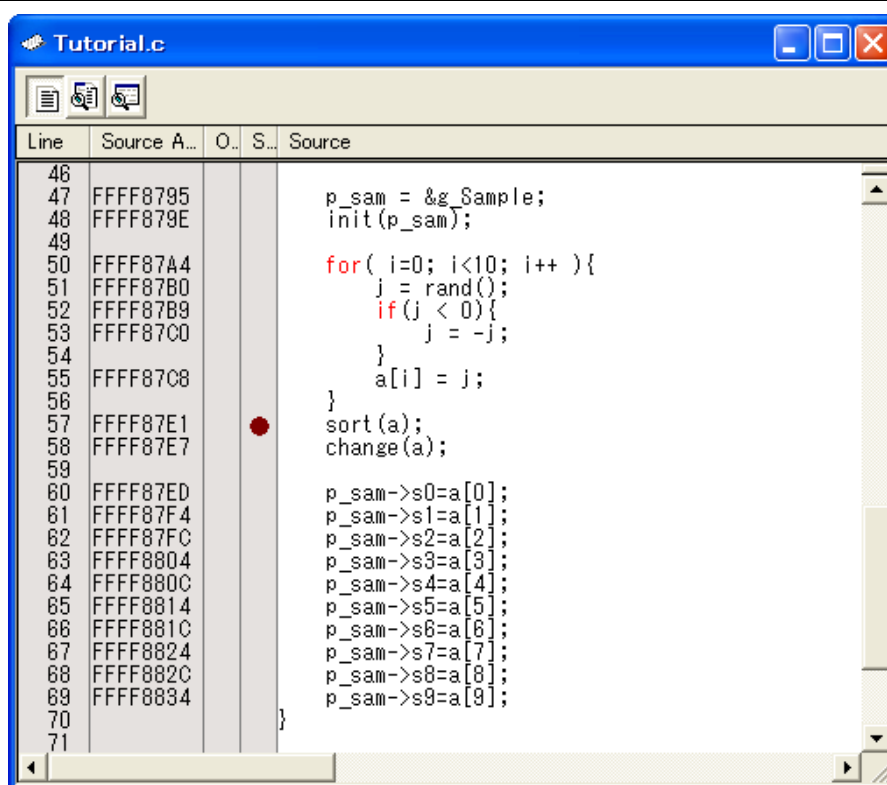 Tutorial.c
Line Source A... O.. S... Source
46
47 FFFF8795 p_sam = &g_Sample;
48 FFFF879E init(p_sam);
49
50 FFFF87A4 for( i=0; i<10; i++ ){
51 FFFF87B0 j = rand();
52 FFFF87B9 if(j < 0){
53 FFFF87C0 j = -j;
54 }
55 FFFF87C8 a[i] = j;
56 }
57 FFFF87E1 sort(a);
58 FFFF87E7 change(a);
59
60 FFFF87ED p_sam->s0=a[0];
61 FFFF87F4 p_sam->s1=a[1];
62 FFFF87FC p_sam->s2=a[2];
63 FFFF8804 p_sam->s3=a[3];
64 FFFF880C p_sam->s4=a[4];
65 FFFF8814 p_sam->s5=a[5];
66 FFFF881C p_sam->s6=a[6];
67 FFFF8824 p_sam->s7=a[7];
68 FFFF882C p_sam->s8=a[8];
69 FFFF8834 p_sam->s9=a[9];
70 }
71